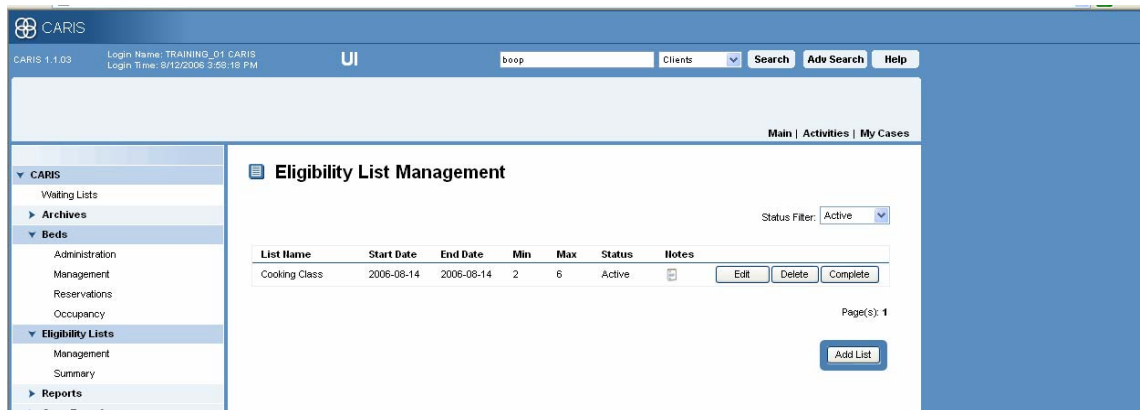 CARIS
CARIS 1.1.03
Login Name: TRAINING_01 CARIS
Login Time: 8/12/2006 3:58:18 PM
UI
boop
Clients
Search
Adv Search
Help
Main | Activities | My Cases
CARIS
Waiting Lists
Archives
Beds
Administration
Management
Reservations
Occupancy
Eligibility Lists
Management
Summary
Reports
Eligibility List Management
Status Filter: Active
List Name Start Date End Date Min Max Status Notes
Cooking Class 2006-08-14 2006-08-14 2 6 Active Edit Delete Complete
Page(s): 1
Add List